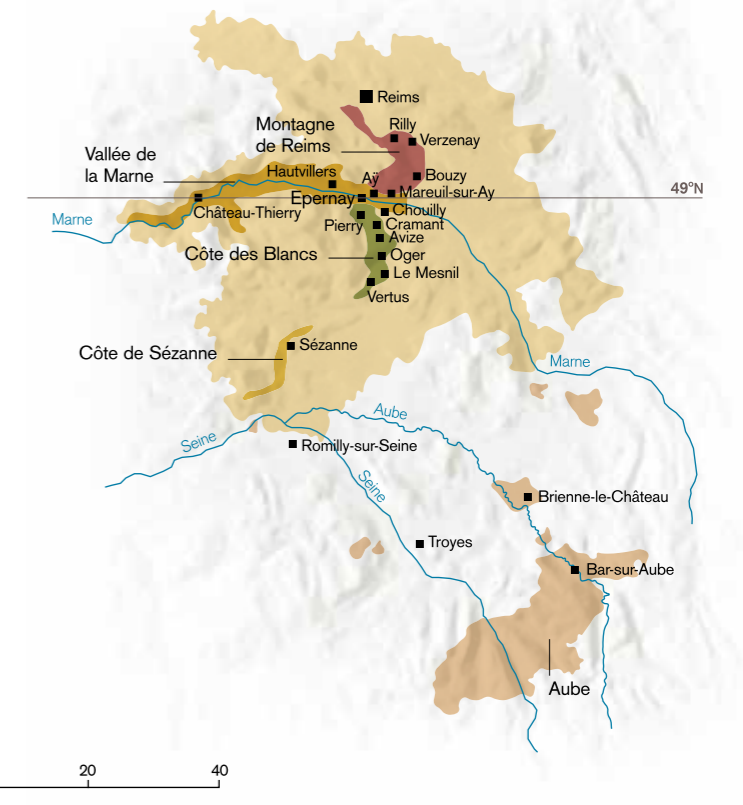 Reims
Montagne
de Reims
Rilly
Verzenay
Vallée de
la Marne
Hautvillers
Aÿ
Bouzy
49°N
Epernay
Mareuil-sur-Ay
Marne
Château-Thierry
Chouilly
Pierry
Cramant
Avize
Côte des Blancs
Oger
Le Mesnil
Vertus
Côte de Sézanne
Sézanne
Marne
Aube
Seine
Romilly-sur-Seine
Seine
Brienne-le-Château
Troyes
Bar-sur-Aube
Aube
20
40